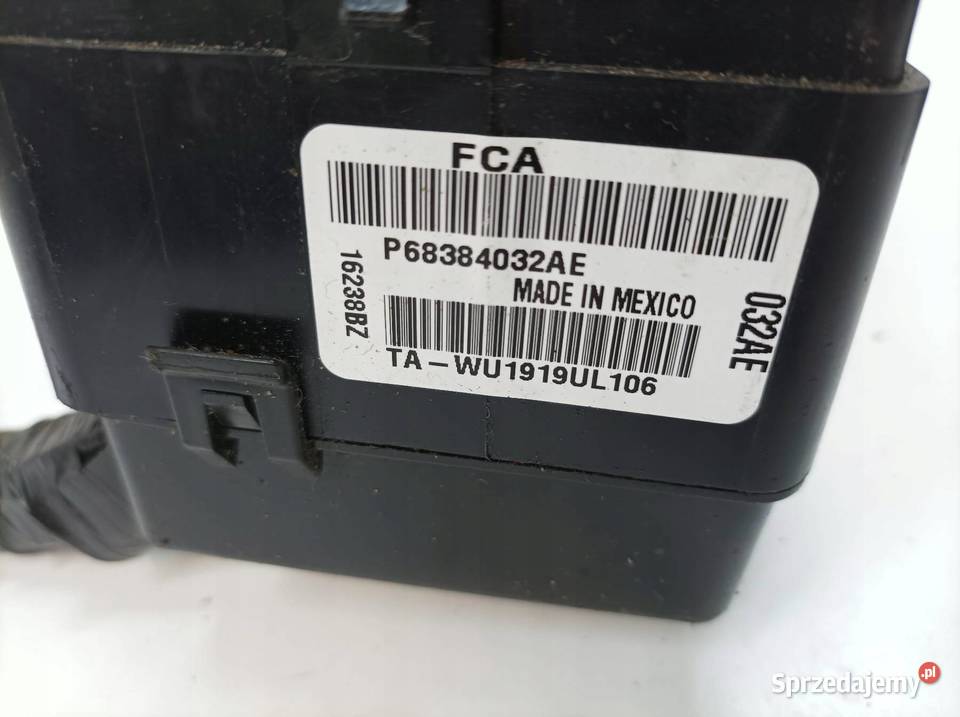 FCA
P68384032AE
MADE IN MEXICO
16238BZ
032AE
TA-WU1919UL106
Sprzedajemy.pl